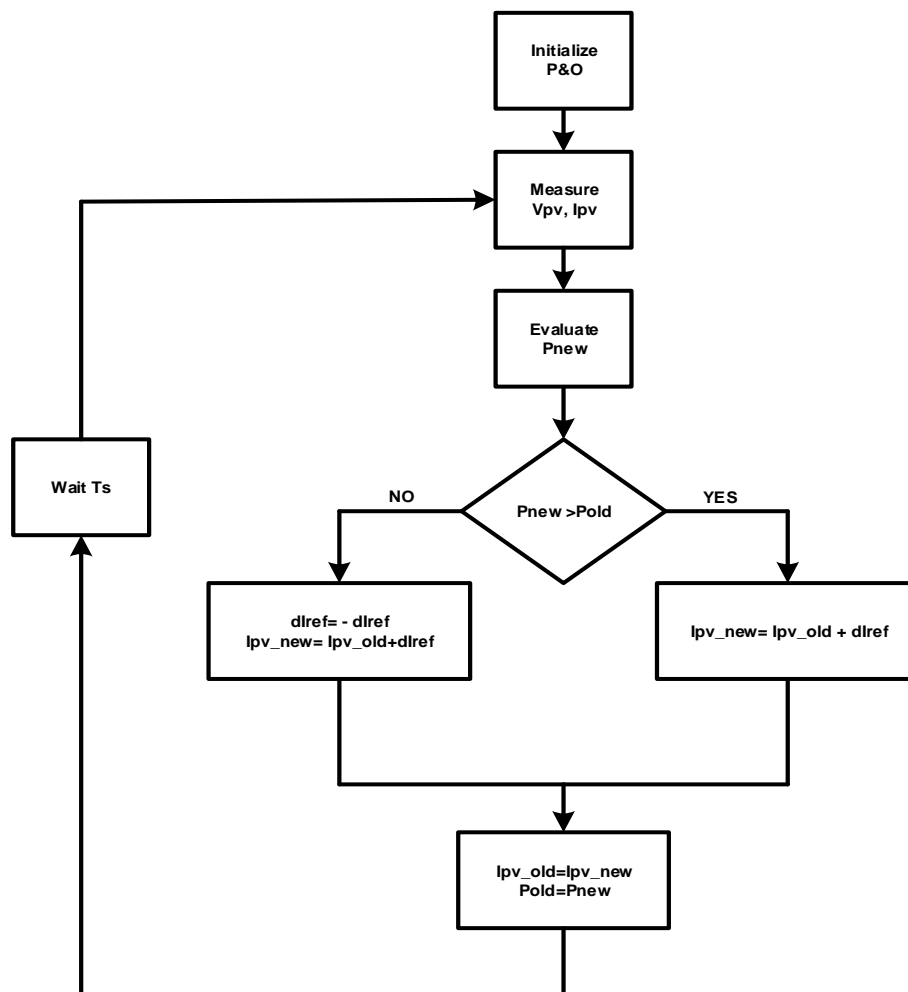 Initialize
P&O
Measure
Vpv, Ipv
Evaluate
Pnew
Wait Ts
NO
Pnew >Pold
YES
dIref= - dIref
Ipv_new= Ipv_old+dIref
Ipv_new= Ipv_old + dIref
Ipv_old=Ipv_new
Pold=Pnew